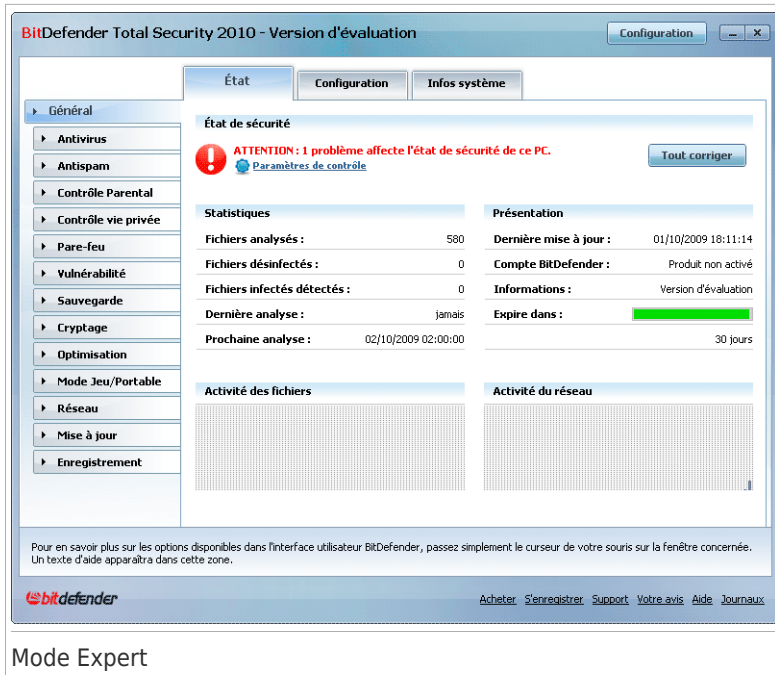 BitDefender Total Security 2010 - Version d'évaluation
Configuration
État
Configuration
Infos système
Général
Antivirus
Antispam
Contrôle Parental
Contrôle vie privée
Pare-feu
Vulnérabilité
Sauvegarde
Cryptage
Optimisation
Mode Jeu/Portable
Réseau
Mise à jour
Enregistrement
État de sécurité
ATTENTION : 1 problème affecte l'état de sécurité de ce PC.
Paramètres de contrôle
Tout corriger
Statistiques
Fichiers analysés : 580
Fichiers désinfectés : 0
Fichiers infectés détectés : 0
Dernière analyse : jamais
Prochaine analyse : 02/10/2009 02:00:00
Présentation
Dernière mise à jour : 01/10/2009 18:11:14
Compte BitDefender : Produit non activé
Informations : Version d'évaluation
Expire dans :
30 jours
Activité des fichiers
Activité du réseau
Pour en savoir plus sur les options disponibles dans l'interface utilisateur BitDefender, passez simplement le curseur de votre souris sur la fenêtre concernée.
Un texte d'aide apparaîtra dans cette zone.
bitdefender
Acheter S'enregistrer Support Votre avis Aide Journaux
Mode Expert